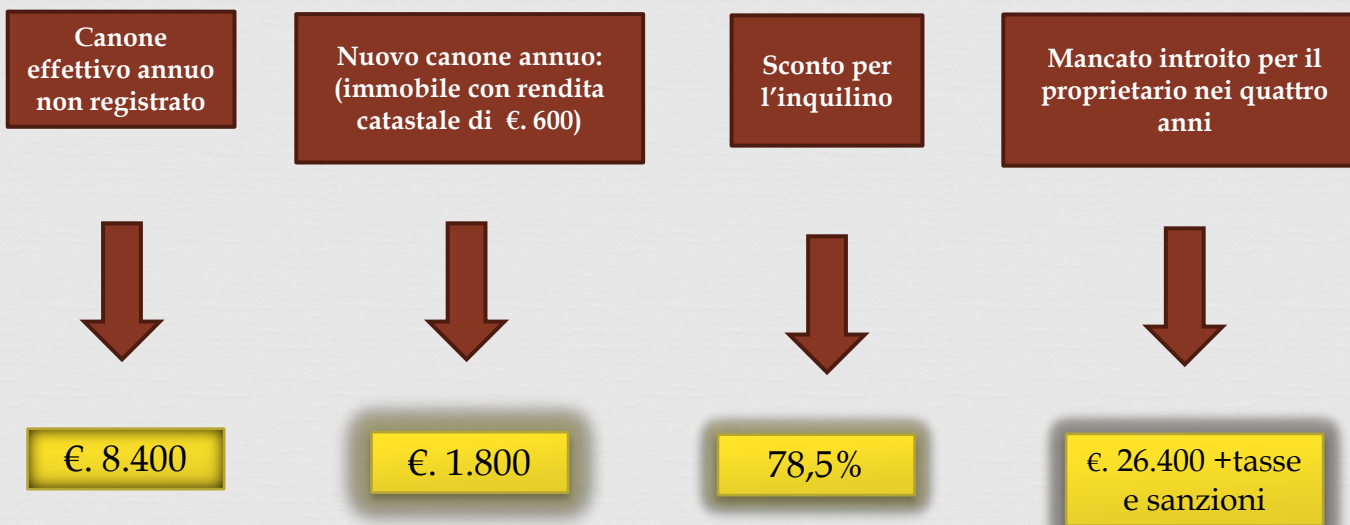 Canone
effettivo annuo
non registrato
Nuovo canone annuo:
(immobile con rendita
catastale di €. 600)
Sconto per
l’inquilino
Mancato introito per il
proprietario nei quattro
anni
€. 8.400
€. 1.800
78,5%
€. 26.400 +tasse
e sanzioni